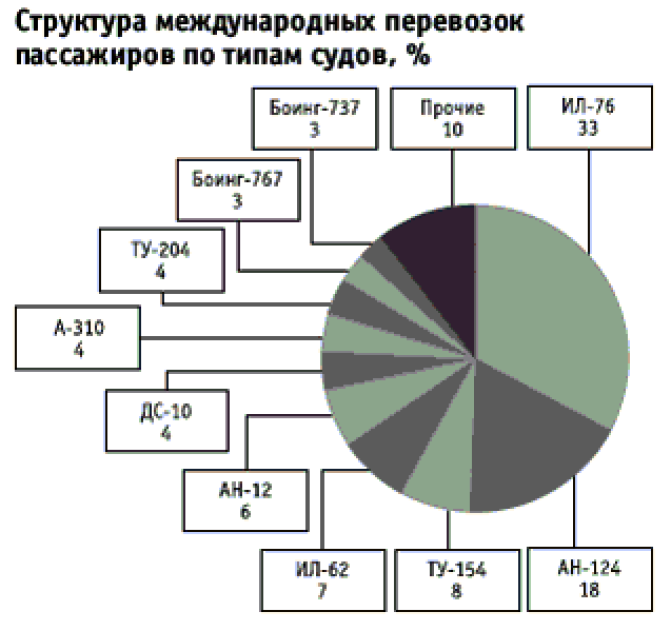 Структура международных перевозок
пассажиров по типам судов, %
Боинг-737
3
Прочие
10
ИЛ-76
33
Боинг-767
3
ТУ-204
4
А-310
4
ДС-10
4
АН-12
6
ИЛ-62
7
ТУ-154
8
АН-124
18